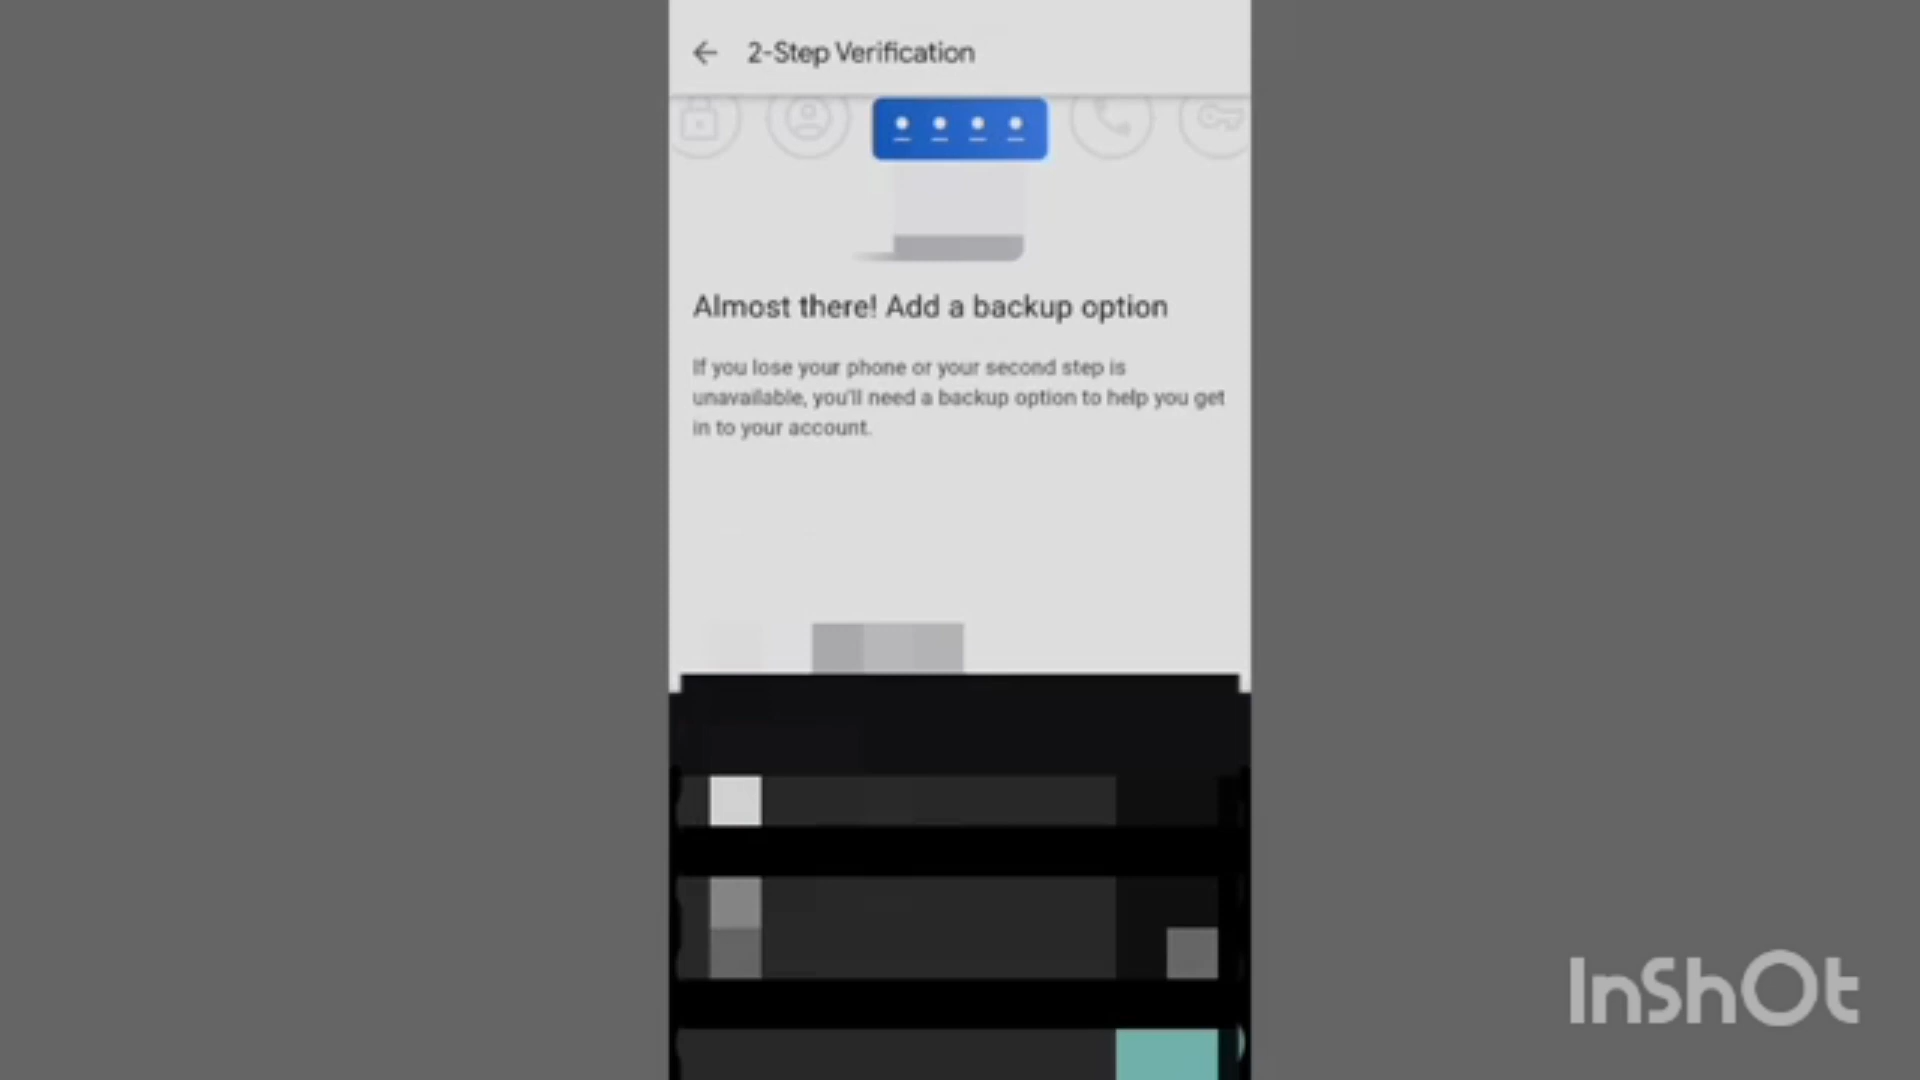 2-Step Verification
Almost there! Add a backup option
If you lose your phone or your second step is
unavailable, you'll need a backup option to help you get
in to your account.
InShOt